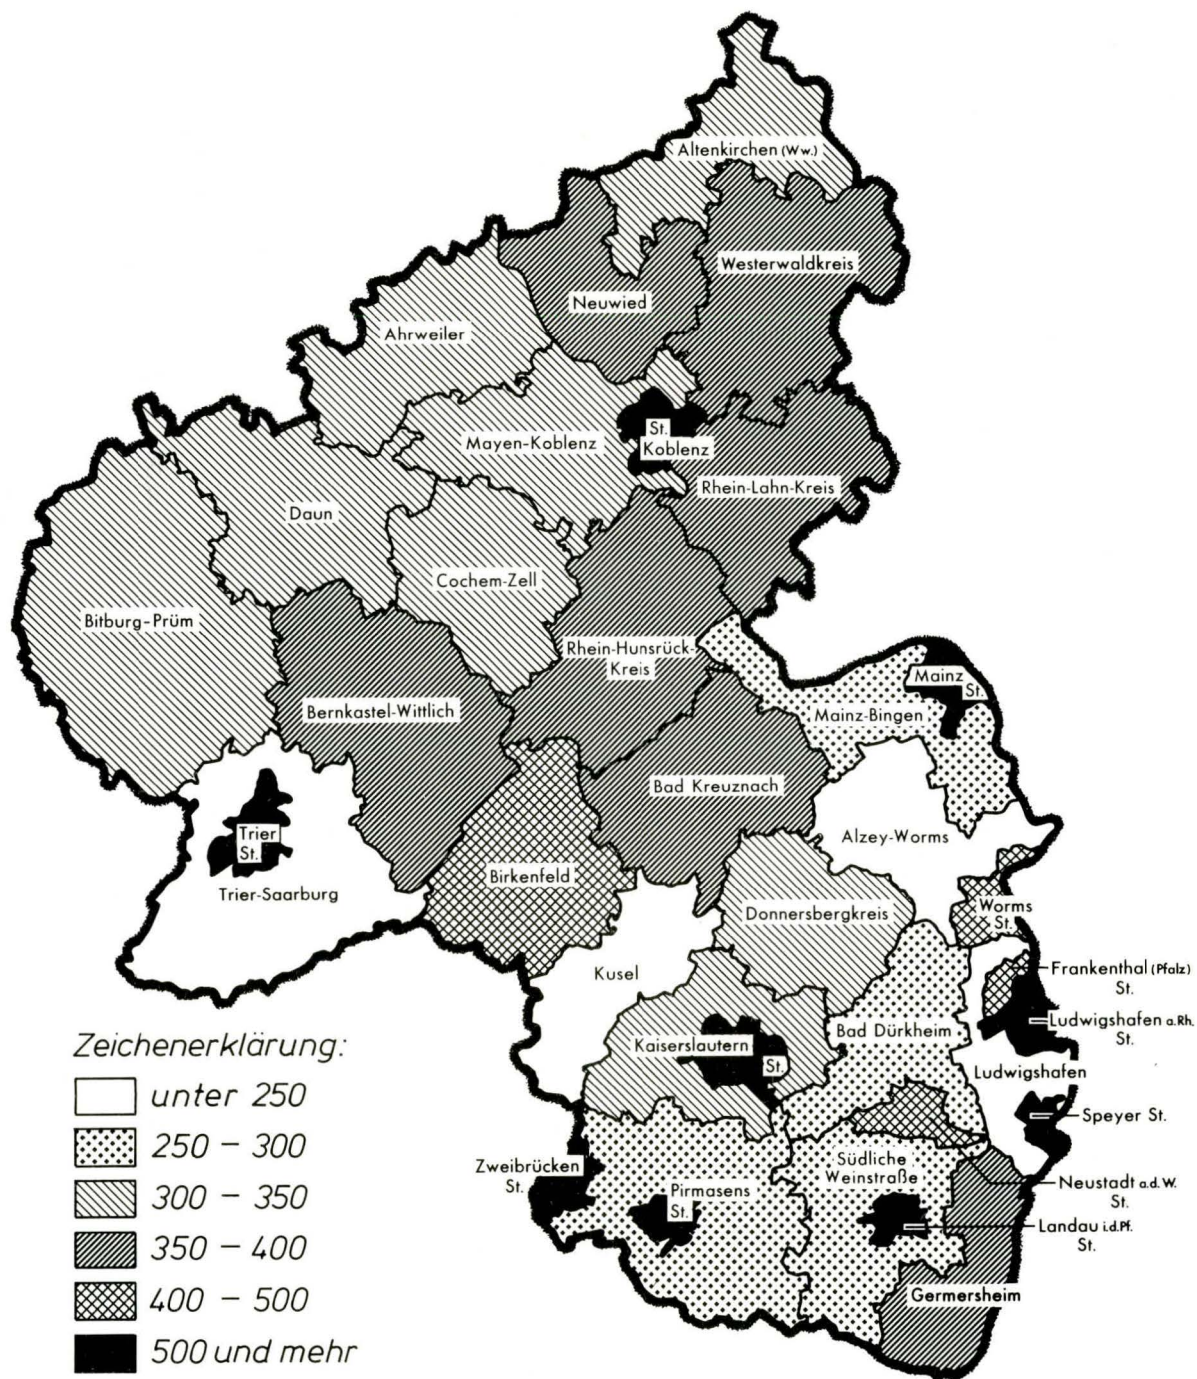 Altenkirchen (Ww.)
Westerwaldkreis
Neuwied
Ahrweiler
St.
Koblenz
Mayen-Koblenz
Rhein-Lahn-Kreis
Daun
Cochem-Zell
Bitburg-Prüm
Rhein-Hunsrück-
Kreis
Mainz
St.
Bernkastel-Wittlich
Mainz-Bingen
Bad Kreuznach
Trier
St.
Alzey-Worms
Birkenfeld
Trier-Saarburg
Donnersbergkreis
Worms
St.
Kusel
Frankenthal (Pfalz)
St.
Ludwigshafen a.Rh.
St.
Bad Dürkheim
Kaiserslautern
St.
Ludwigshafen
Speyer St.
Zweibrücken
St.
Pirmasens
St.
Südliche
Weinstraße
Neustadt a.d.W.
St.
Landau i.d.Pf.
St.
Germersheim
Zeichenerklärung:
unter 250
250 – 300
300 – 350
350 – 400
400 – 500
500 und mehr